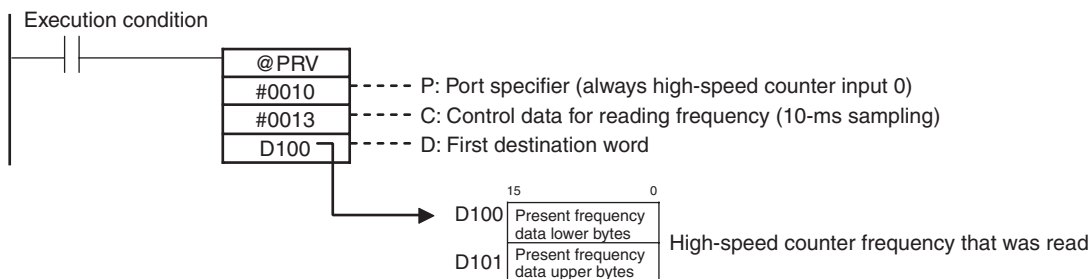 Execution condition
@PRV
#0010 P: Port specifier (always high-speed counter input 0)
#0013 C: Control data for reading frequency (10-ms sampling)
D100 D: First destination word
15 0
D100 Present frequency
data lower bytes
High-speed counter frequency that was read
D101 Present frequency
data upper bytes